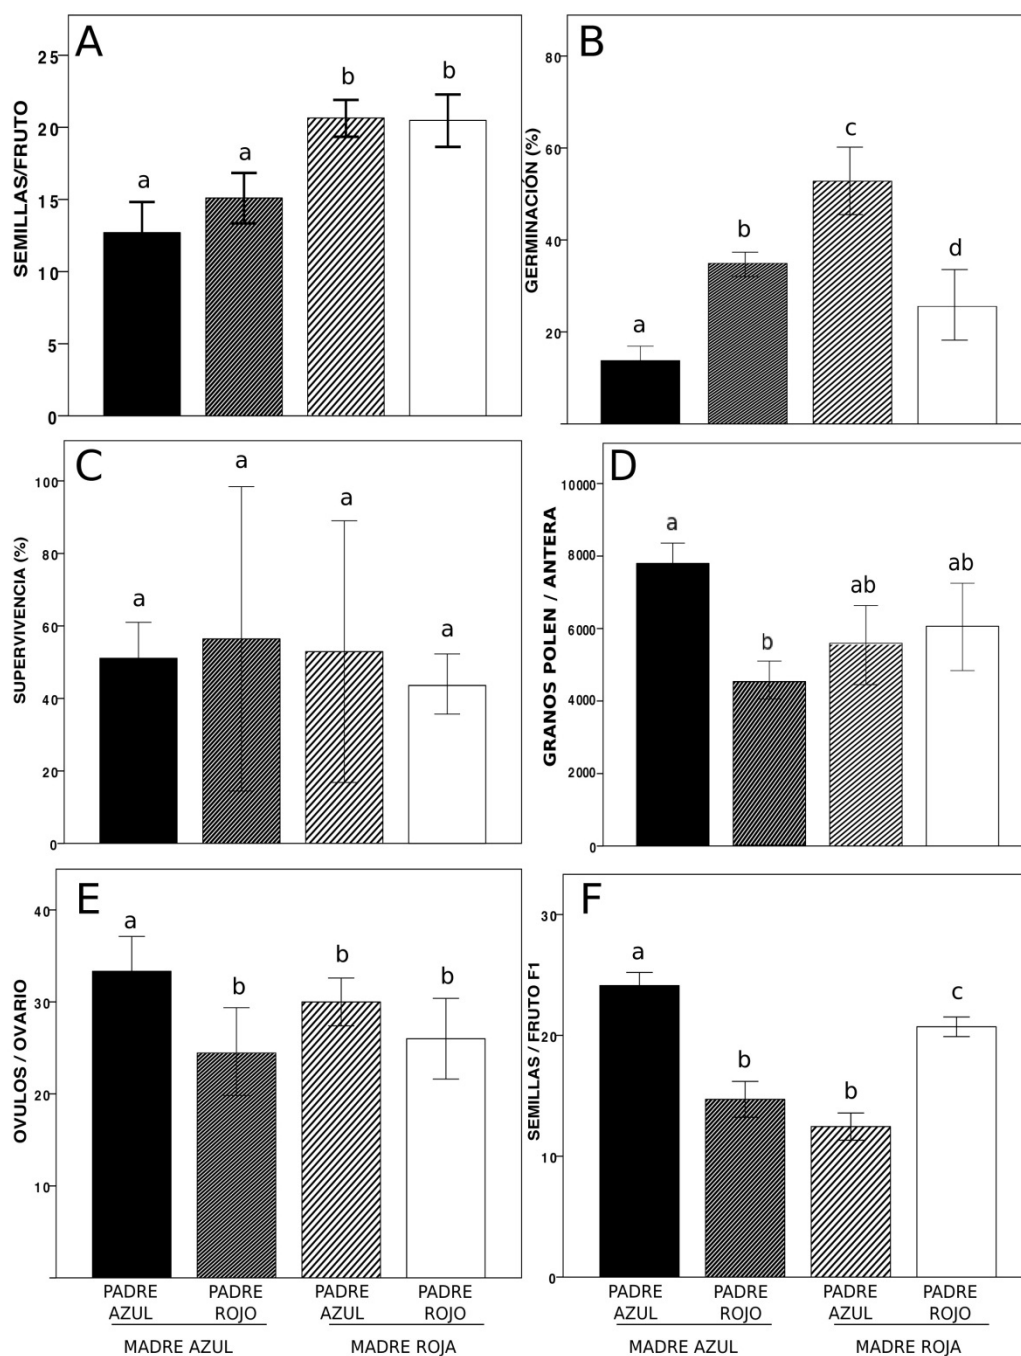 A
SEMILLAS/FRUTO
25
20
15
10
5
0
a
a
b
b
B
GERMINACIÓN (%)
80
60
40
20
a
b
c
d
C
SUPERVIVENCIA (%)
100
80
60
40
20
0
a
a
a
a
D
GRANOS POLEN / ANTERA
10000
8000
6000
4000
2000
0
a
b
ab
ab
E
OVULOS / OVARIO
40
30
20
10
a
b
b
b
PADRE AZUL
PADRE ROJO
PADRE AZUL
PADRE ROJO
MADRE AZUL
MADRE ROJA
F
SEMILLAS / FRUTO F1
30
20
10
0
a
b
b
c
PADRE AZUL
PADRE ROJO
PADRE AZUL
PADRE ROJO
MADRE AZUL
MADRE ROJA